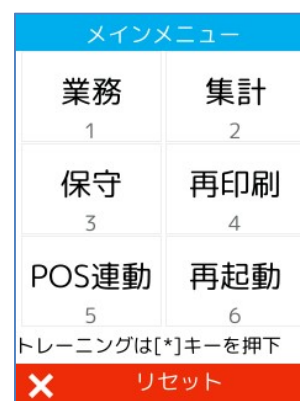 メインメニュー
業務 集計
1 2
保守 再印刷
3 4
POS連動 再起動
5 6
トレーニングは[*]キーを押下
リセット